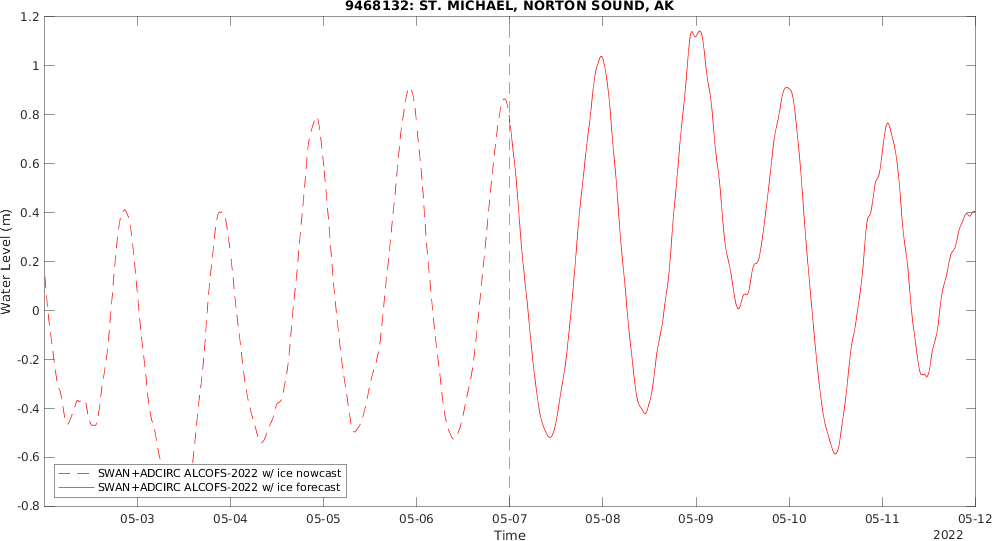 9468132: ST. MICHAEL, NORTON SOUND, AK
Water Level (m)
1.2
1
0.8
0.6
0.4
0.2
0
-0.2
-0.4
-0.6
-0.8
SWAN+ADCIRC ALCOFS-2022 w/ ice nowcast
SWAN+ADCIRC ALCOFS-2022 w/ ice forecast
05-03 05-04 05-05 05-06 05-07 05-08 05-09 05-10 05-11 05-12
Time
2022